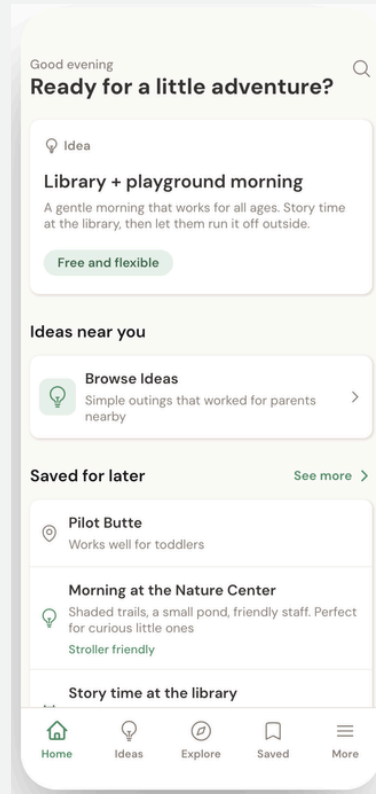 Good evening
Ready for a little adventure?
Idea
Library + playground morning
A gentle morning that works for all ages. Story time
at the library, then let them run it off outside.
Free and flexible
Ideas near you
Browse Ideas
Simple outings that worked for parents
nearby
Saved for later
See more
Pilot Butte
Works well for toddlers
Morning at the Nature Center
Shaded trails, a small pond, friendly staff. Perfect
for curious little ones
Stroller friendly
Story time at the library
Home
Ideas
Explore
Saved
More